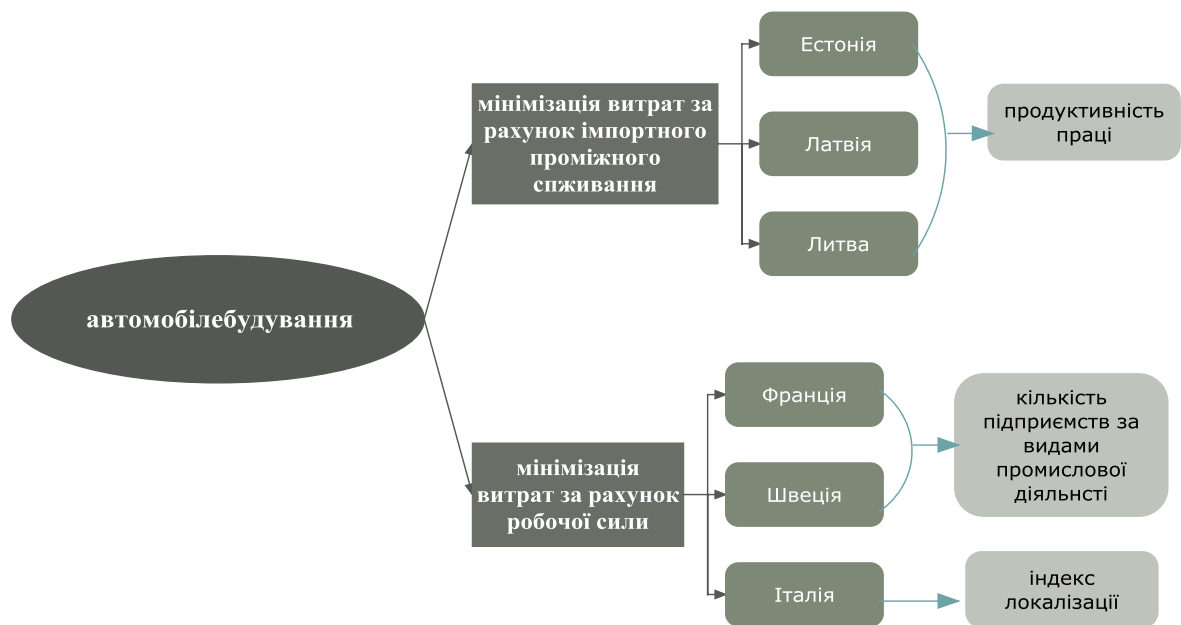 автомобілебудування
мінімізація витрат за
рахунок імпортного
проміжного
спживання
Естонія
Латвія
Литва
продуктивність
праці
мінімізація
витрат за рахунок
робочої сили
Франція
Швеція
Італія
кількість
підприємств за
видами
промислової
діяльнсті
індекс
локалізації